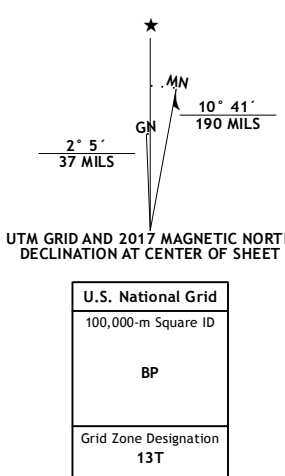 ★
MN
GN
10° 41´
190 MILS
2° 5´
37 MILS
UTM GRID AND 2017 MAGNETIC NORT
DECLINATION AT CENTER OF SHEET
U.S. National Grid
100,000-m Square ID
BP
Grid Zone Designation
13T